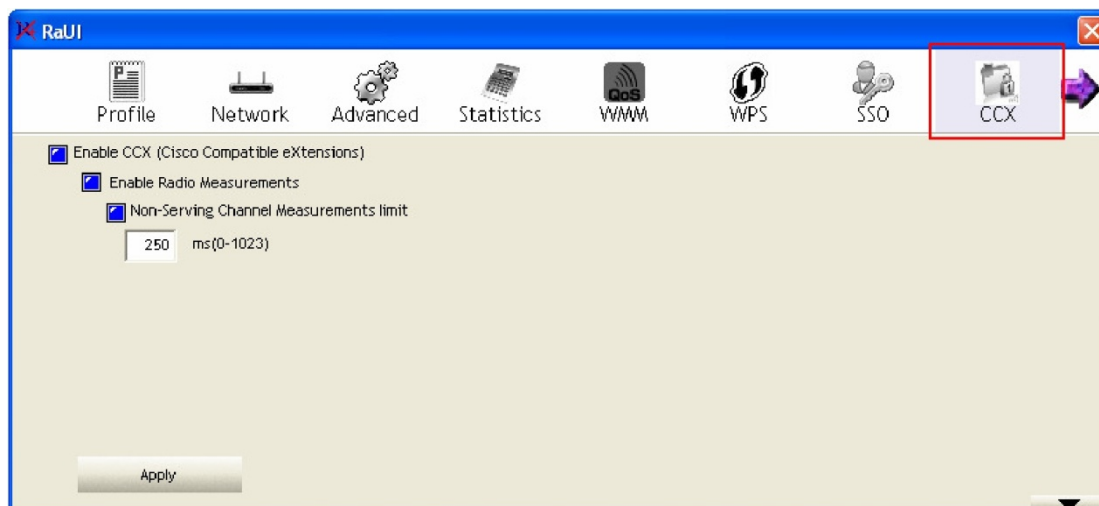 RaUI
Profile Network Advanced Statistics WMM WPS SSO CCX
Enable CCX (Cisco Compatible eXtensions)
Enable Radio Measurements
Non-Serving Channel Measurements limit
250 ms(0-1023)
Apply